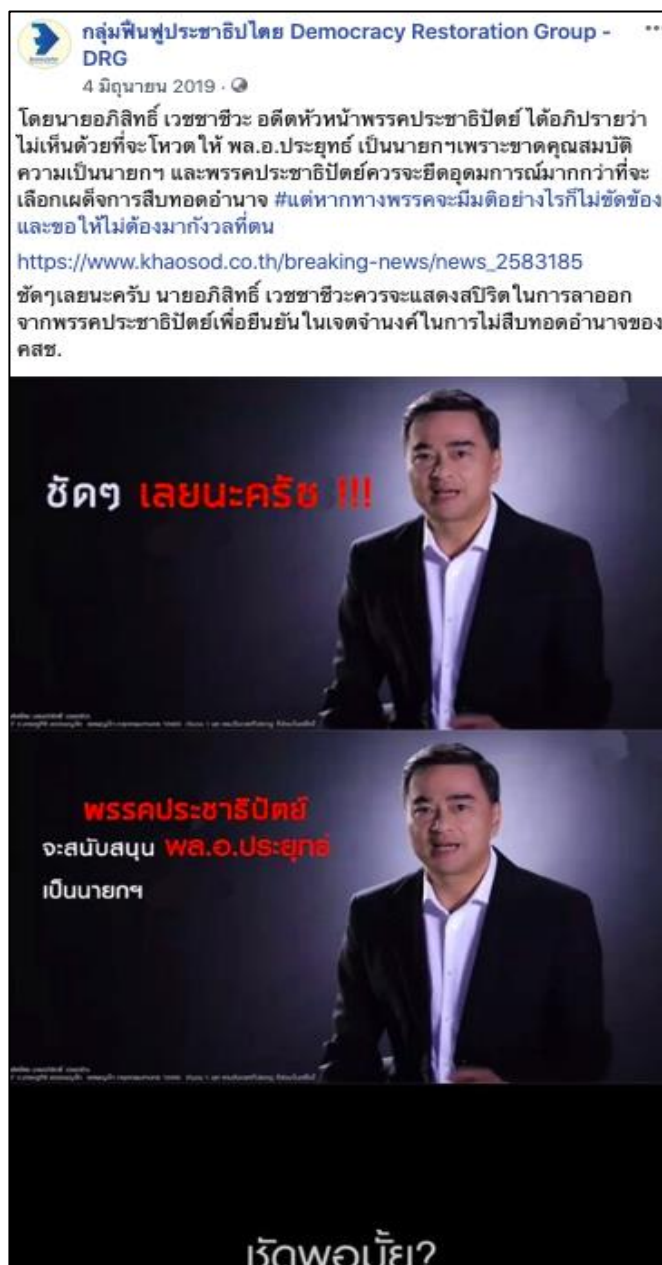 กลุ่มฟื้นฟูประชาธิปไตย Democracy Restoration Group -
DRG
4 มิถุนายน 2019 ·
โดยนายอภิสิทธิ์ เวชชาชีวะ อดีตหัวหน้าพรรคประชาธิปัตย์ ได้อภิปรายว่า
ไม่เห็นด้วยที่จะโหวตให้ พล.อ.ประยุทธ์ เป็นนายกฯเพราะขาดคุณสมบัติ
ความเป็นนายกฯ และพรรคประชาธิปัตย์ควรจะยึดอุดมการณ์มากกว่าที่จะ
เลือกเผด็จการสืบทอดอำนาจ #แต่หากทางพรรคจะมีมติอย่างไรก็ไม่ขัดข้อง
และขอให้ไม่ต้องมากังวลที่ตน
https://www.khaosod.co.th/breaking-news/news_2583185
ชัดๆเลยนะครับ นายอภิสิทธิ์ เวชชาชีวะควรจะแสดงสปิริตในการลาออก
จากพรรคประชาธิปัตย์เพื่อยืนยันในเจตจำนงค์ในการไม่สืบทอดอำนาจของ
คสช.
ชัดๆ เลยนะครัช !!!
พรรคประชาธิปัตย์
จะสนับสนุน พล.อ.ประยุทธ์
เป็นนายกฯ
ชัดพอมั้ย?